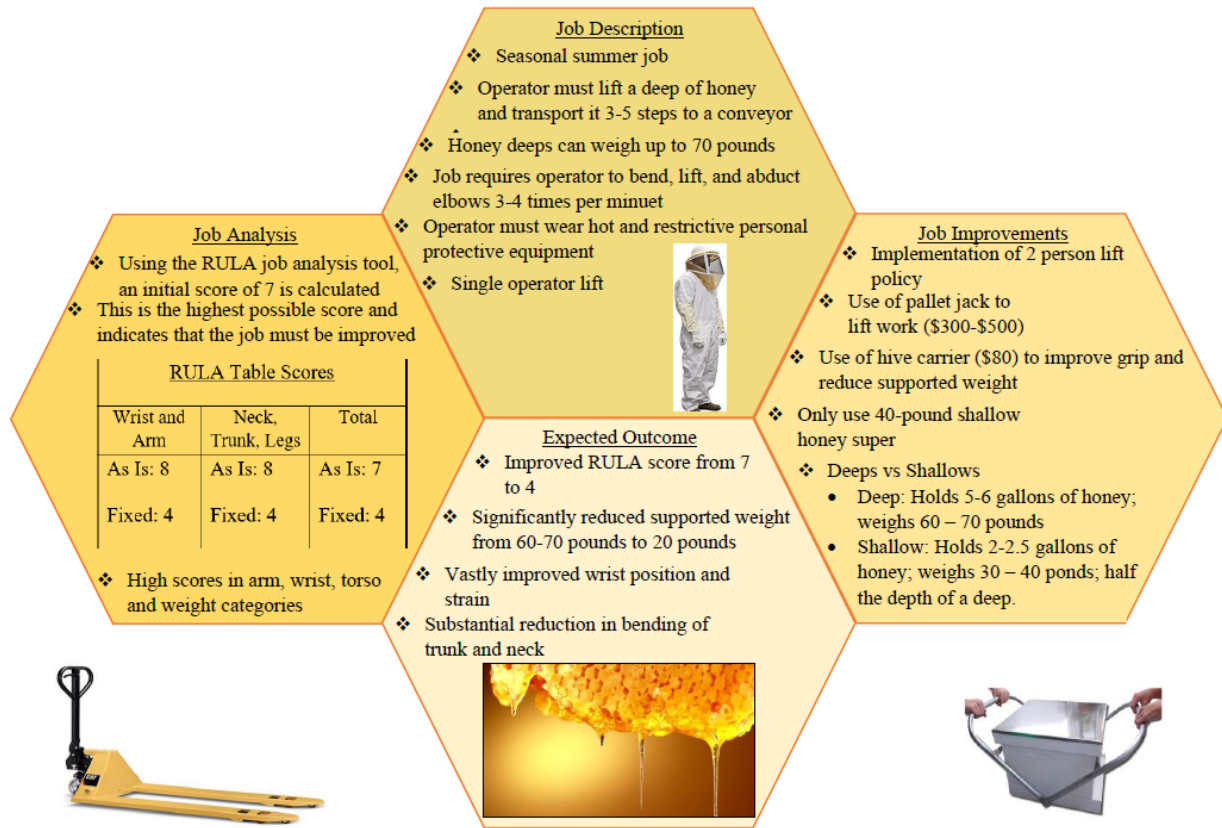 Job Description
❖ Seasonal summer job
❖ Operator must lift a deep of honey
and transport it 3-5 steps to a conveyor
❖ Honey deeps can weigh up to 70 pounds
❖ Job requires operator to bend, lift, and abduct
elbows 3-4 times per minuet
❖ Operator must wear hot and restrictive personal
protective equipment
❖ Single operator lift
Job Analysis
❖ Using the RULA job analysis tool,
an initial score of 7 is calculated
❖ This is the highest possible score and
indicates that the job must be improved
RULA Table Scores
Wrist and Neck, Total
Arm Trunk, Legs
As Is: 8 As Is: 8 As Is: 7
Fixed: 4 Fixed: 4 Fixed: 4
❖ High scores in arm, wrist, torso
and weight categories
Expected Outcome
❖ Improved RULA score from 7
to 4
❖ Significantly reduced supported weight
from 60-70 pounds to 20 pounds
❖ Vastly improved wrist position and
strain
❖ Substantial reduction in bending of
trunk and neck
Job Improvements
❖ Implementation of 2 person lift
policy
❖ Use of pallet jack to
lift work ($300-$500)
❖ Use of hive carrier ($80) to improve grip and
reduce supported weight
❖ Only use 40-pound shallow
honey super
❖ Deeps vs Shallows
• Deep: Holds 5-6 gallons of honey;
weighs 60 – 70 pounds
• Shallow: Holds 2-2.5 gallons of
honey; weighs 30 – 40 ponds; half
the depth of a deep.